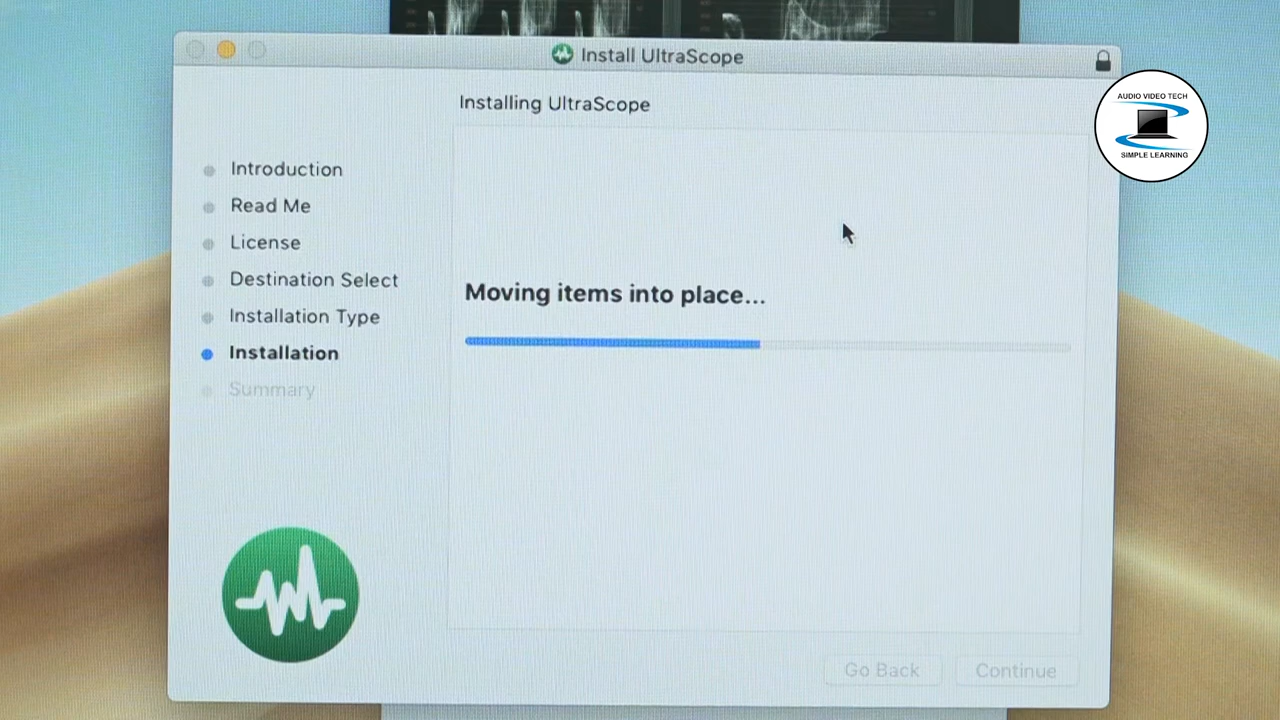 Install UltraScope
Installing UltraScope
AUDIO VIDEO TECH
SIMPLE LEARNING
Introduction
Read Me
License
Destination Select
Installation Type
Installation
Summary
Moving items into place...
Go Back
Continue